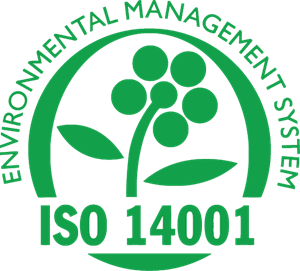 ENVIRONMENTAL MANAGEMENT SYSTEM
ISO 14001